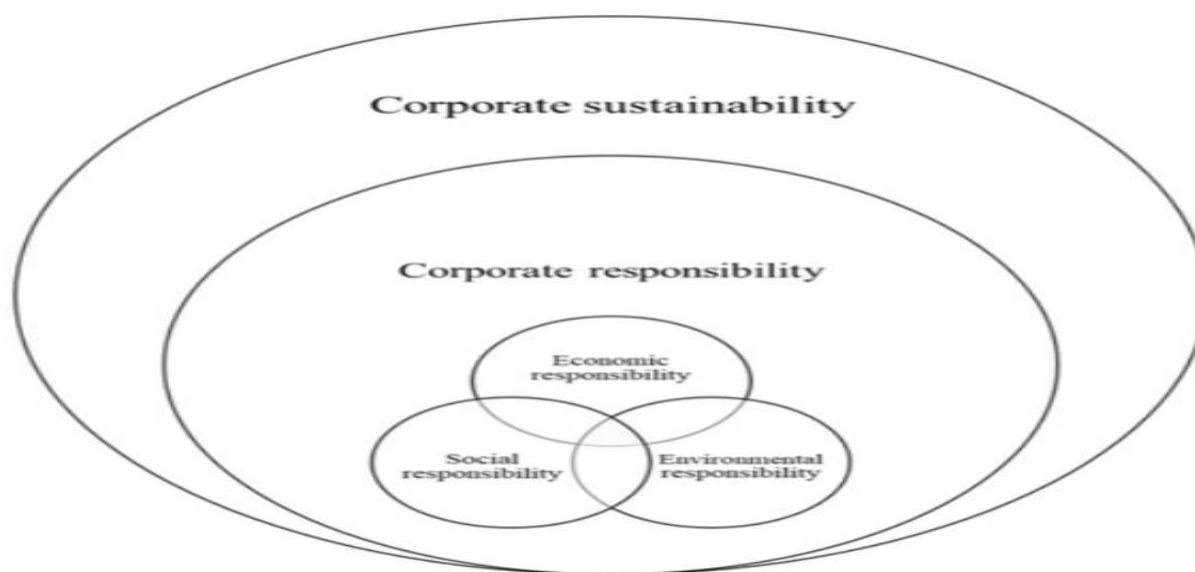 Corporate sustainability
Corporate responsibility
Economic
responsibility
Social
responsibility
Environmental
responsibility